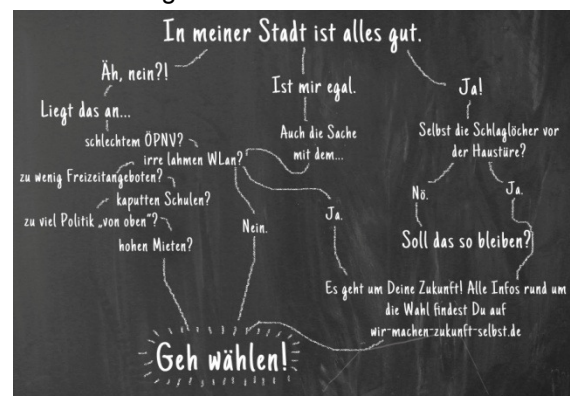 In meiner Stadt ist alles gut.
Äh, nein?!
Ist mir egal.
Ja!
Liegt das an...
schlechtem ÖPNV?
irre lahmen WLan?
zu wenig Freizeitangeboten?
kaputten Schulen?
zu viel Politik „von oben“?
hohen Mieten?
Auch die Sache
mit dem...
Nein.
Ja.
Selbst die Schlaglöcher vor
der Haustüre?
Nö.
Ja.
Soll das so bleiben?
Es geht um Deine Zukunft! Alle Infos rund um
die Wahl findest Du auf
wir-machen-zukunft-selbst.de
Geh wählen!